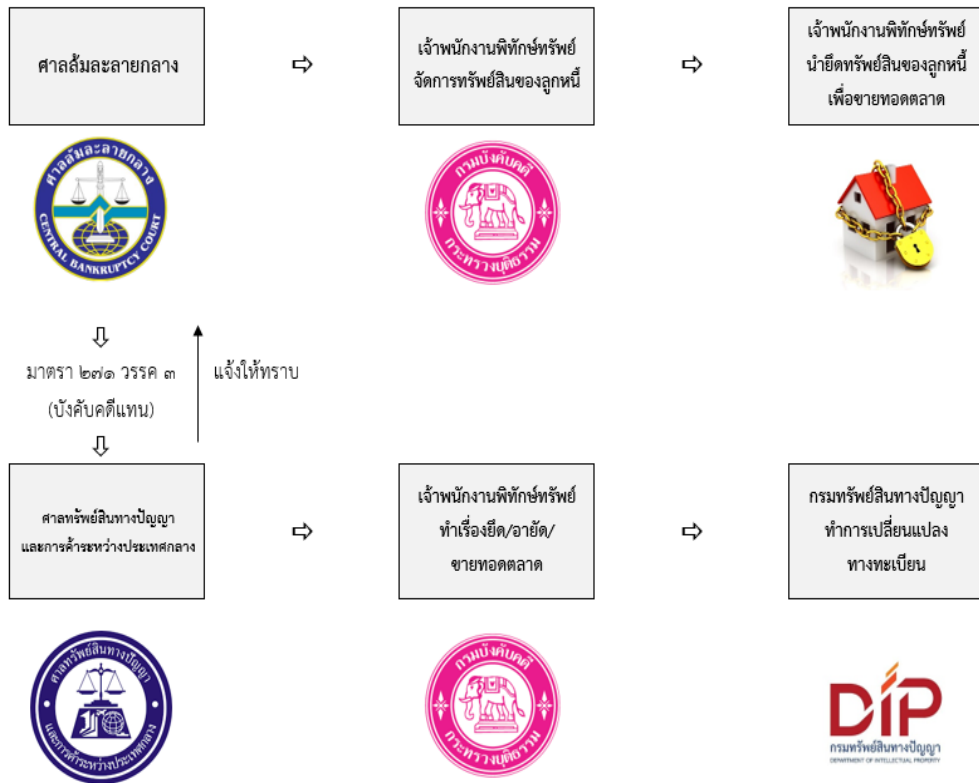 ศาลล้มละลายกลาง
⇨
เจ้าพนักงานพิทักษ์ทรัพย์
จัดการทรัพย์สินของลูกหนี้
⇨
เจ้าพนักงานพิทักษ์ทรัพย์
นำยึดทรัพย์สินของลูกหนี้
เพื่อขายทอดตลาด
ศาลล้มละลายกลาง
CENTRAL BANKRUPTCY COURT
กรมบังคับคดี
กระทรวงยุติธรรม
มาตรา ๒๗๑ วรรค ๓
(บังคับคดีแทน)
แจ้งให้ทราบ
ศาลทรัพย์สินทางปัญญา
และการค้าระหว่างประเทศกลาง
เจ้าพนักงานพิทักษ์ทรัพย์
ทำเรื่องยึด/อายัด/
ขายทอดตลาด
กรมทรัพย์สินทางปัญญา
ทำการเปลี่ยนแปลง
ทางทะเบียน
ศาลทรัพย์สินทางปัญญา
และการค้าระหว่างประเทศกลาง
กรมบังคับคดี
กระทรวงยุติธรรม
DIP
กรมทรัพย์สินทางปัญญา
DEPARTMENT OF INTELLECTUAL PROPERTY